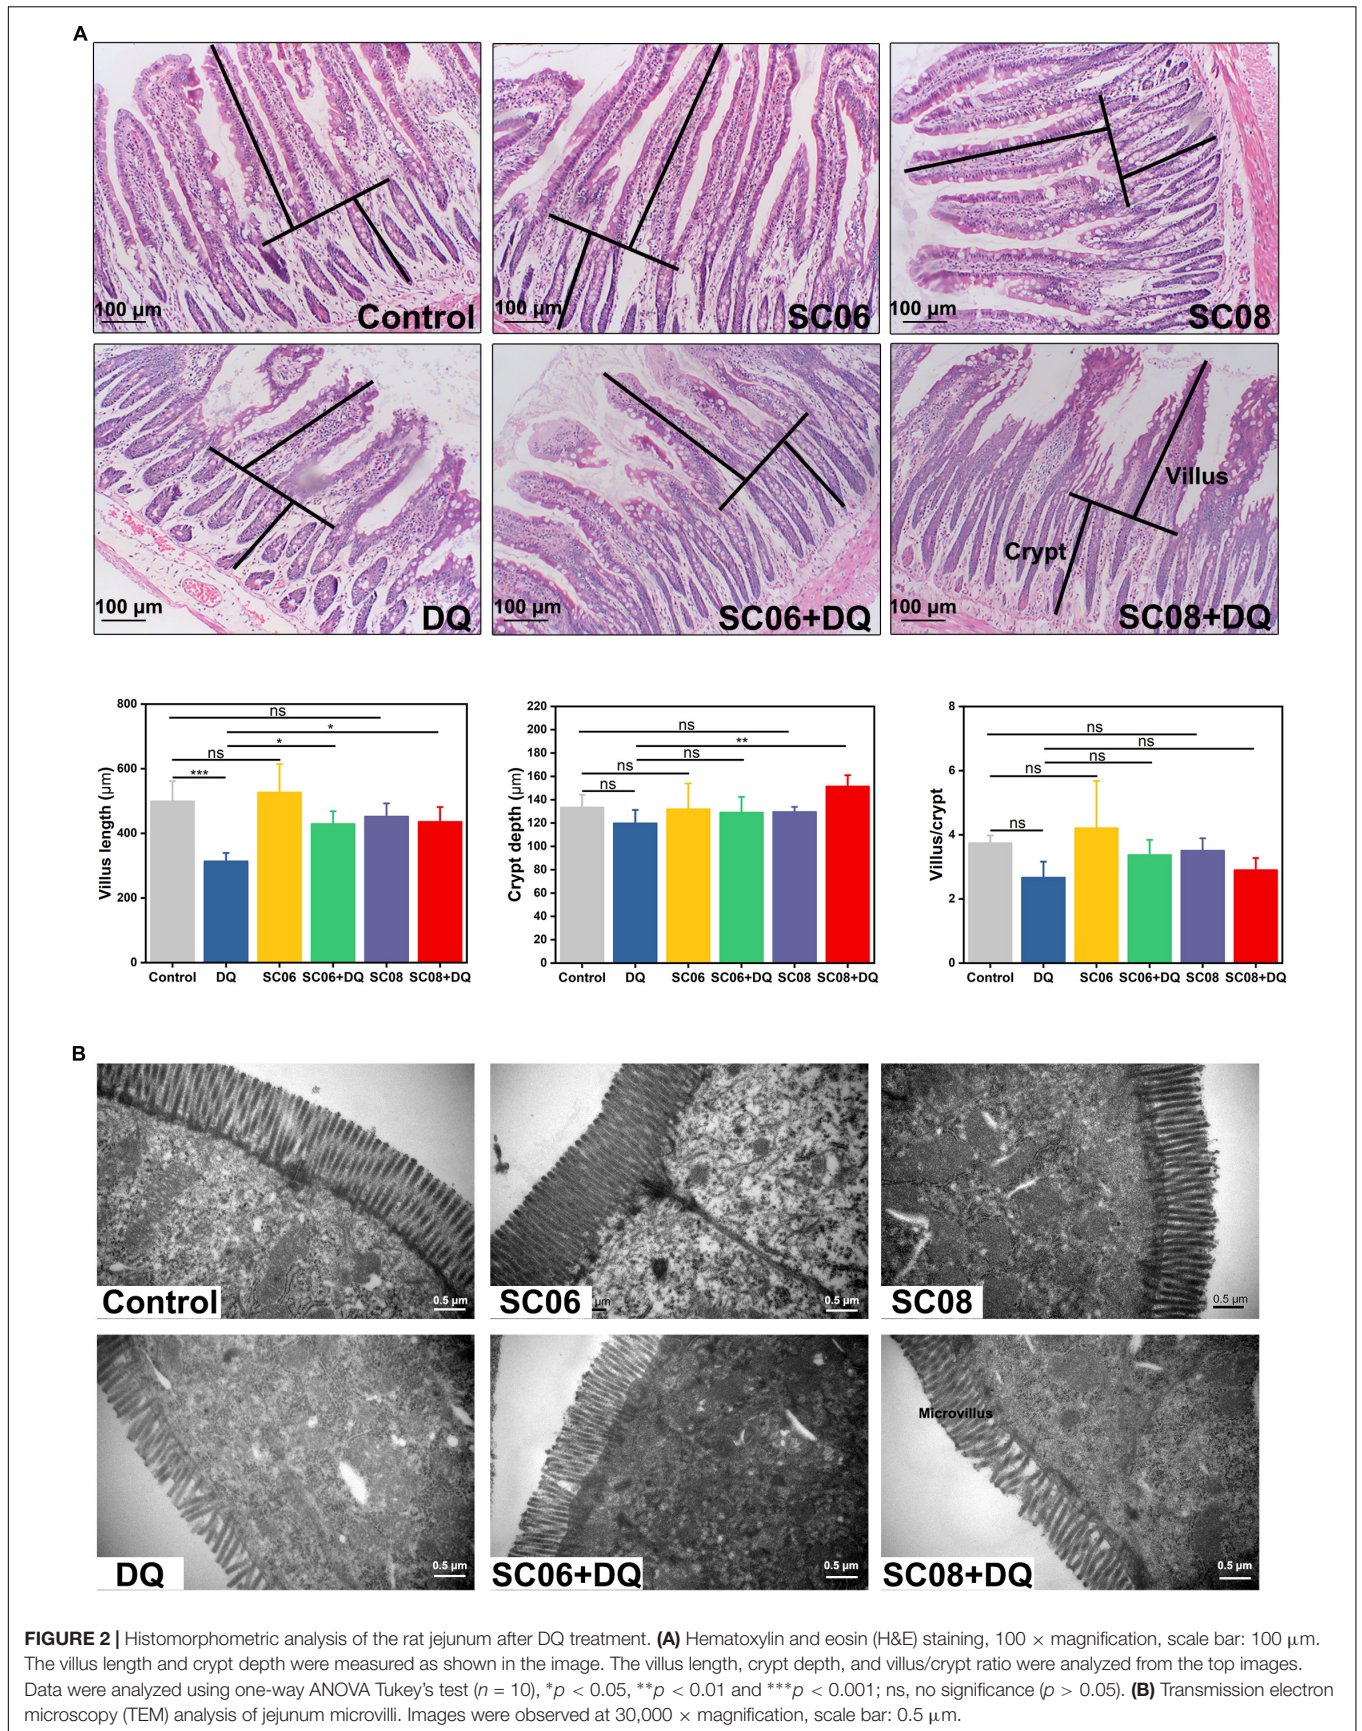 A
100 μm
Control
100 μm
SC06
100 μm
SC08
100 μm
DQ
100 μm
SC06+DQ
Villus
Crypt
100 μm
SC08+DQ
Villus length (μm)
800
600
400
200
0
ns
*
*
ns
***
Control DQ SC06 SC06+DQ SC08 SC08+DQ
Crypt depth (μm)
220
200
180
160
140
120
100
80
60
40
20
0
ns
**
ns
ns
ns
Control DQ SC06 SC06+DQ SC08 SC08+DQ
Villus/crypt
8
6
4
2
0
ns
ns
ns
ns
ns
Control DQ SC06 SC06+DQ SC08 SC08+DQ
B
Control
0.5 μm
SC06
μm
0.5 μm
SC08
0.5 μm
DQ
0.5 μm
SC06+DQ
0.5 μm
Microvillus
SC08+DQ
0.5 μm
FIGURE 2 | Histomorphometric analysis of the rat jejunum after DQ treatment. (A) Hematoxylin and eosin (H&E) staining, 100 × magnification, scale bar: 100 μm.
The villus length and crypt depth were measured as shown in the image. The villus length, crypt depth, and villus/crypt ratio were analyzed from the top images.
Data were analyzed using one-way ANOVA Tukey's test (n = 10), *p < 0.05, **p < 0.01 and ***p < 0.001; ns, no significance (p > 0.05). (B) Transmission electron
microscopy (TEM) analysis of jejunum microvilli. Images were observed at 30,000 × magnification, scale bar: 0.5 μm.